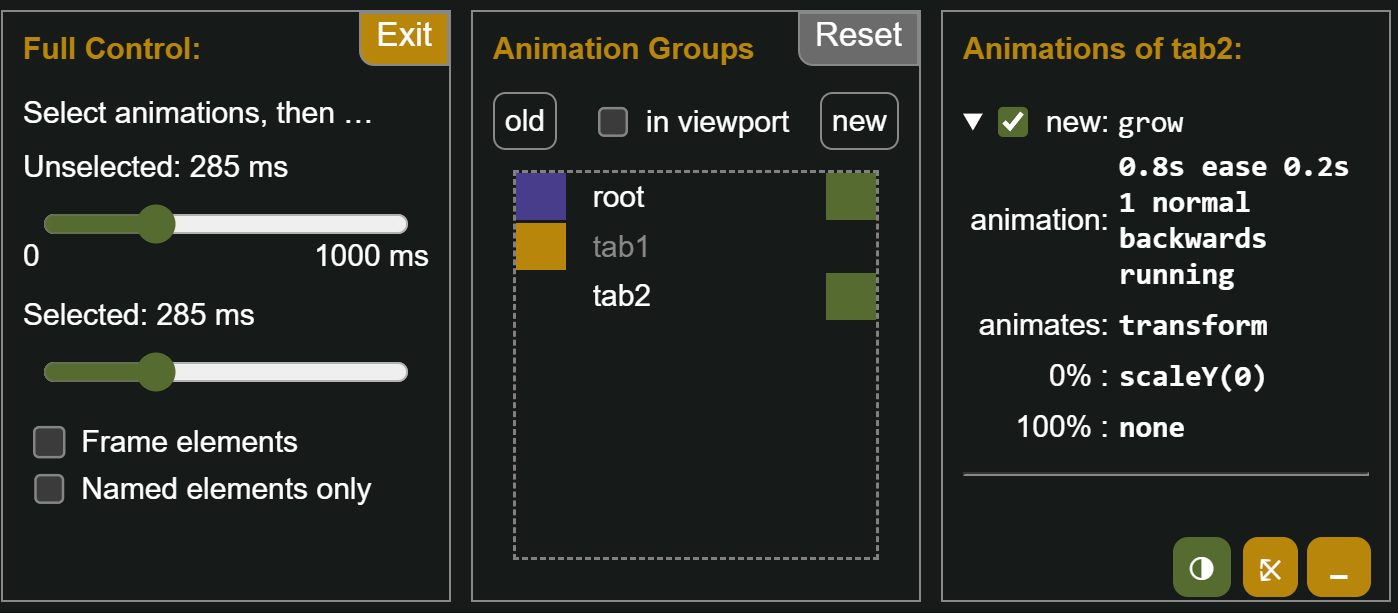 Full Control:
Exit
Select animations, then …
Unselected: 285 ms
0
1000 ms
Selected: 285 ms
Frame elements
Named elements only
Animation Groups
Reset
old
in viewport
new
root
tab1
tab2
Animations of tab2:
new: grow
animation: 0.8s ease 0.2s
1 normal
backwards
running
animates: transform
0% : scaleY(0)
100% : none